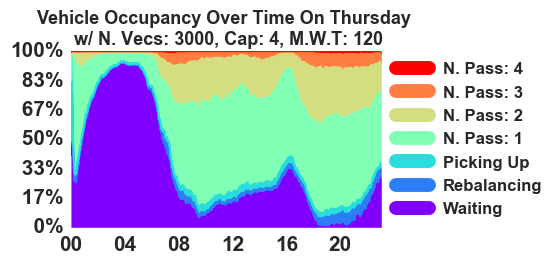 Vehicle Occupancy Over Time On Thursday
w/ N. Vecs: 3000, Cap: 4, M.W.T: 120
100%
83%
67%
50%
33%
17%
0%
00 04 08 12 16 20
N. Pass: 4
N. Pass: 3
N. Pass: 2
N. Pass: 1
Picking Up
Rebalancing
Waiting